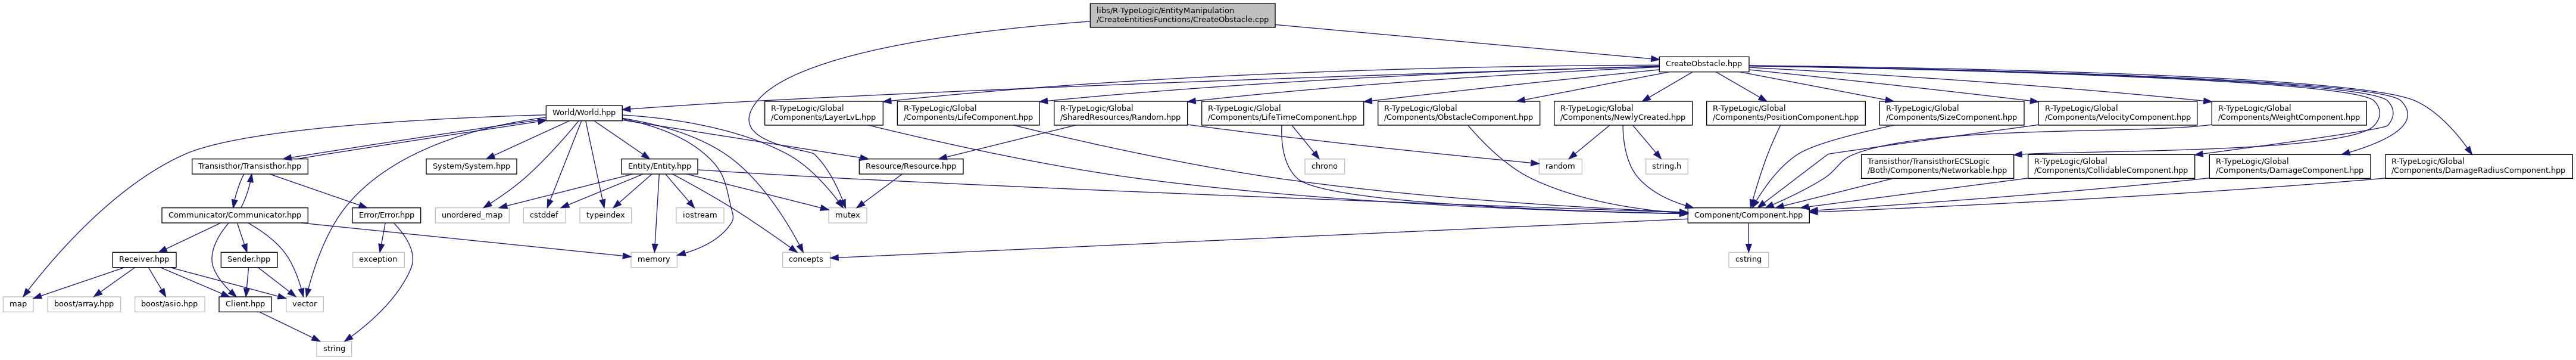 libs/R-TypeLogic/EntityManipulation
/CreateEntitiesFunctions/CreateObstacle.cpp
CreateObstacle.hpp
World/World.hpp
R-TypeLogic/Global
/Components/LayerLvL.hpp
R-TypeLogic/Global
/Components/LifeComponent.hpp
R-TypeLogic/Global
/SharedResources/Random.hpp
R-TypeLogic/Global
/Components/LifeTimeComponent.hpp
R-TypeLogic/Global
/Components/ObstacleComponent.hpp
R-TypeLogic/Global
/Components/NewlyCreated.hpp
R-TypeLogic/Global
/Components/PositionComponent.hpp
R-TypeLogic/Global
/Components/SizeComponent.hpp
R-TypeLogic/Global
/Components/VelocityComponent.hpp
R-TypeLogic/Global
/Components/WeightComponent.hpp
Transisthor/Transisthor.hpp
System/System.hpp
Entity/Entity.hpp
Resource/Resource.hpp
chrono
random
string.h
Transisthor/TransisthorECSLogic
/Both/Components/Networkable.hpp
R-TypeLogic/Global
/Components/CollidableComponent.hpp
R-TypeLogic/Global
/Components/DamageComponent.hpp
R-TypeLogic/Global
/Components/DamageRadiusComponent.hpp
Communicator/Communicator.hpp
Error/Error.hpp
unordered_map
cstddef
typeindex
iostream
mutex
Component/Component.hpp
Receiver.hpp
Sender.hpp
exception
memory
concepts
cstring
map
boost/array.hpp
boost/asio.hpp
Client.hpp
vector
string